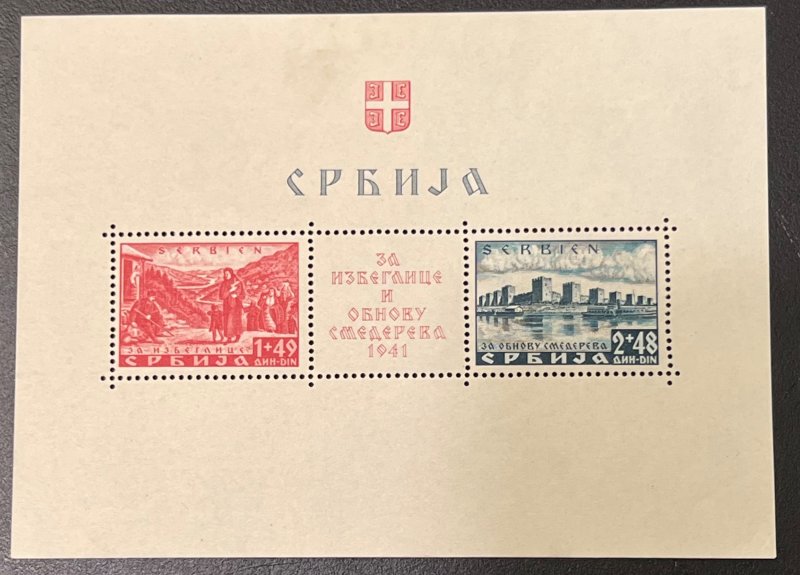 СРБИЈА
SERBIEN
ЗА ИЗБЕГЛИЦЕ
СРБИЈА
1+49
ДИН-DIN
ЗА
ИЗБЕГЛИЦЕ
И
ОБНОВУ
СМЕДЕРЕВА
1941
SERBIEN
ЗА ОБНОВУ СМЕДЕРЕВА
СРБИЈА
2+48
ДИН-DIN